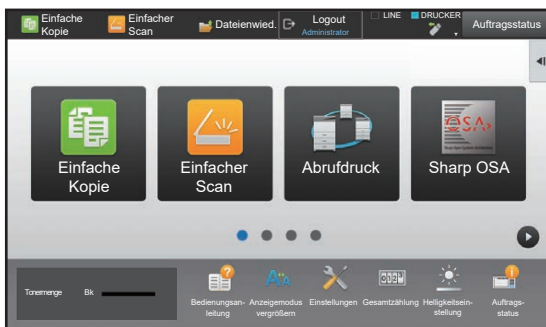 Einfache
Kopie
Einfacher
Scan
Dateienwied.
Logout
Administrator
LINE
DRUCKER
Auftragsstatus
Einfache
Kopie
Einfacher
Scan
Abrufdruck
Sharp OSA
Tonermenge Bk
Bedienungsan-
leitung
Anzeigemodus
vergrößern
Einstellungen
Gesamtzählung
Helligkeitsein-
stellung
Auftrags-
status